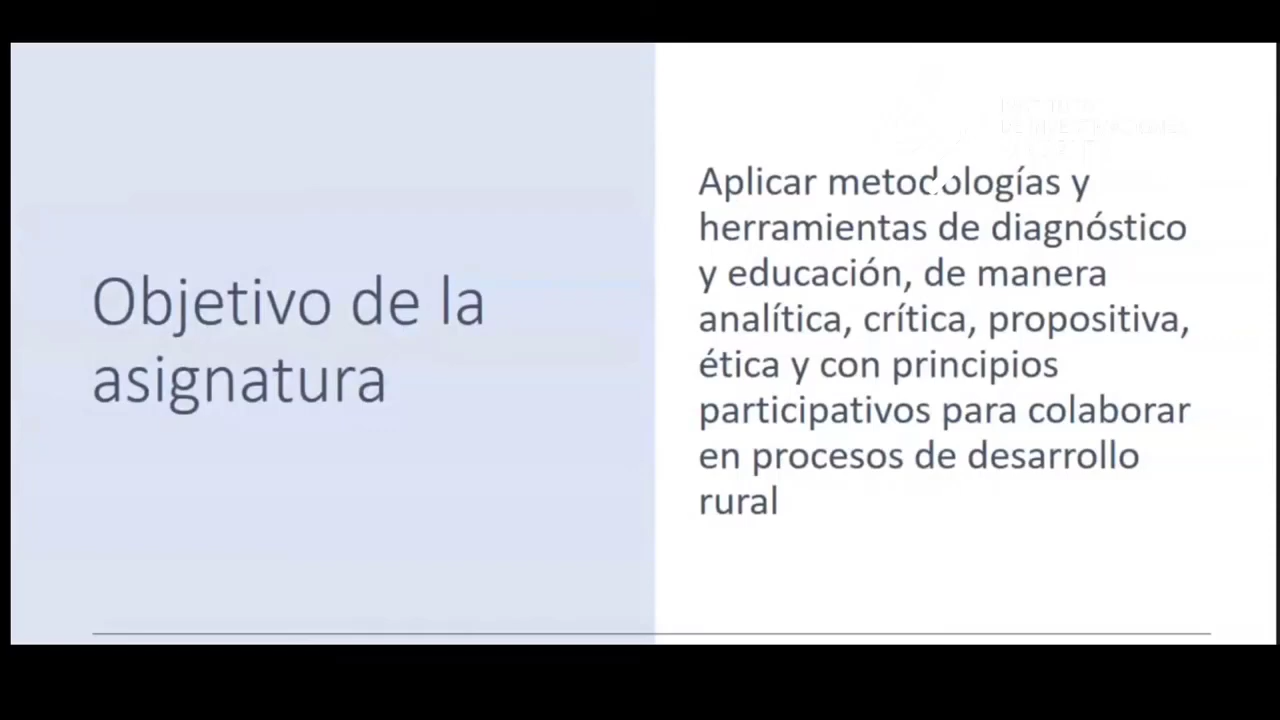 Objetivo de la
asignatura
Aplicar metodologías y
herramientas de diagnóstico
y educación, de manera
analítica, crítica, propositiva,
ética y con principios
participativos para colaborar
en procesos de desarrollo
rural